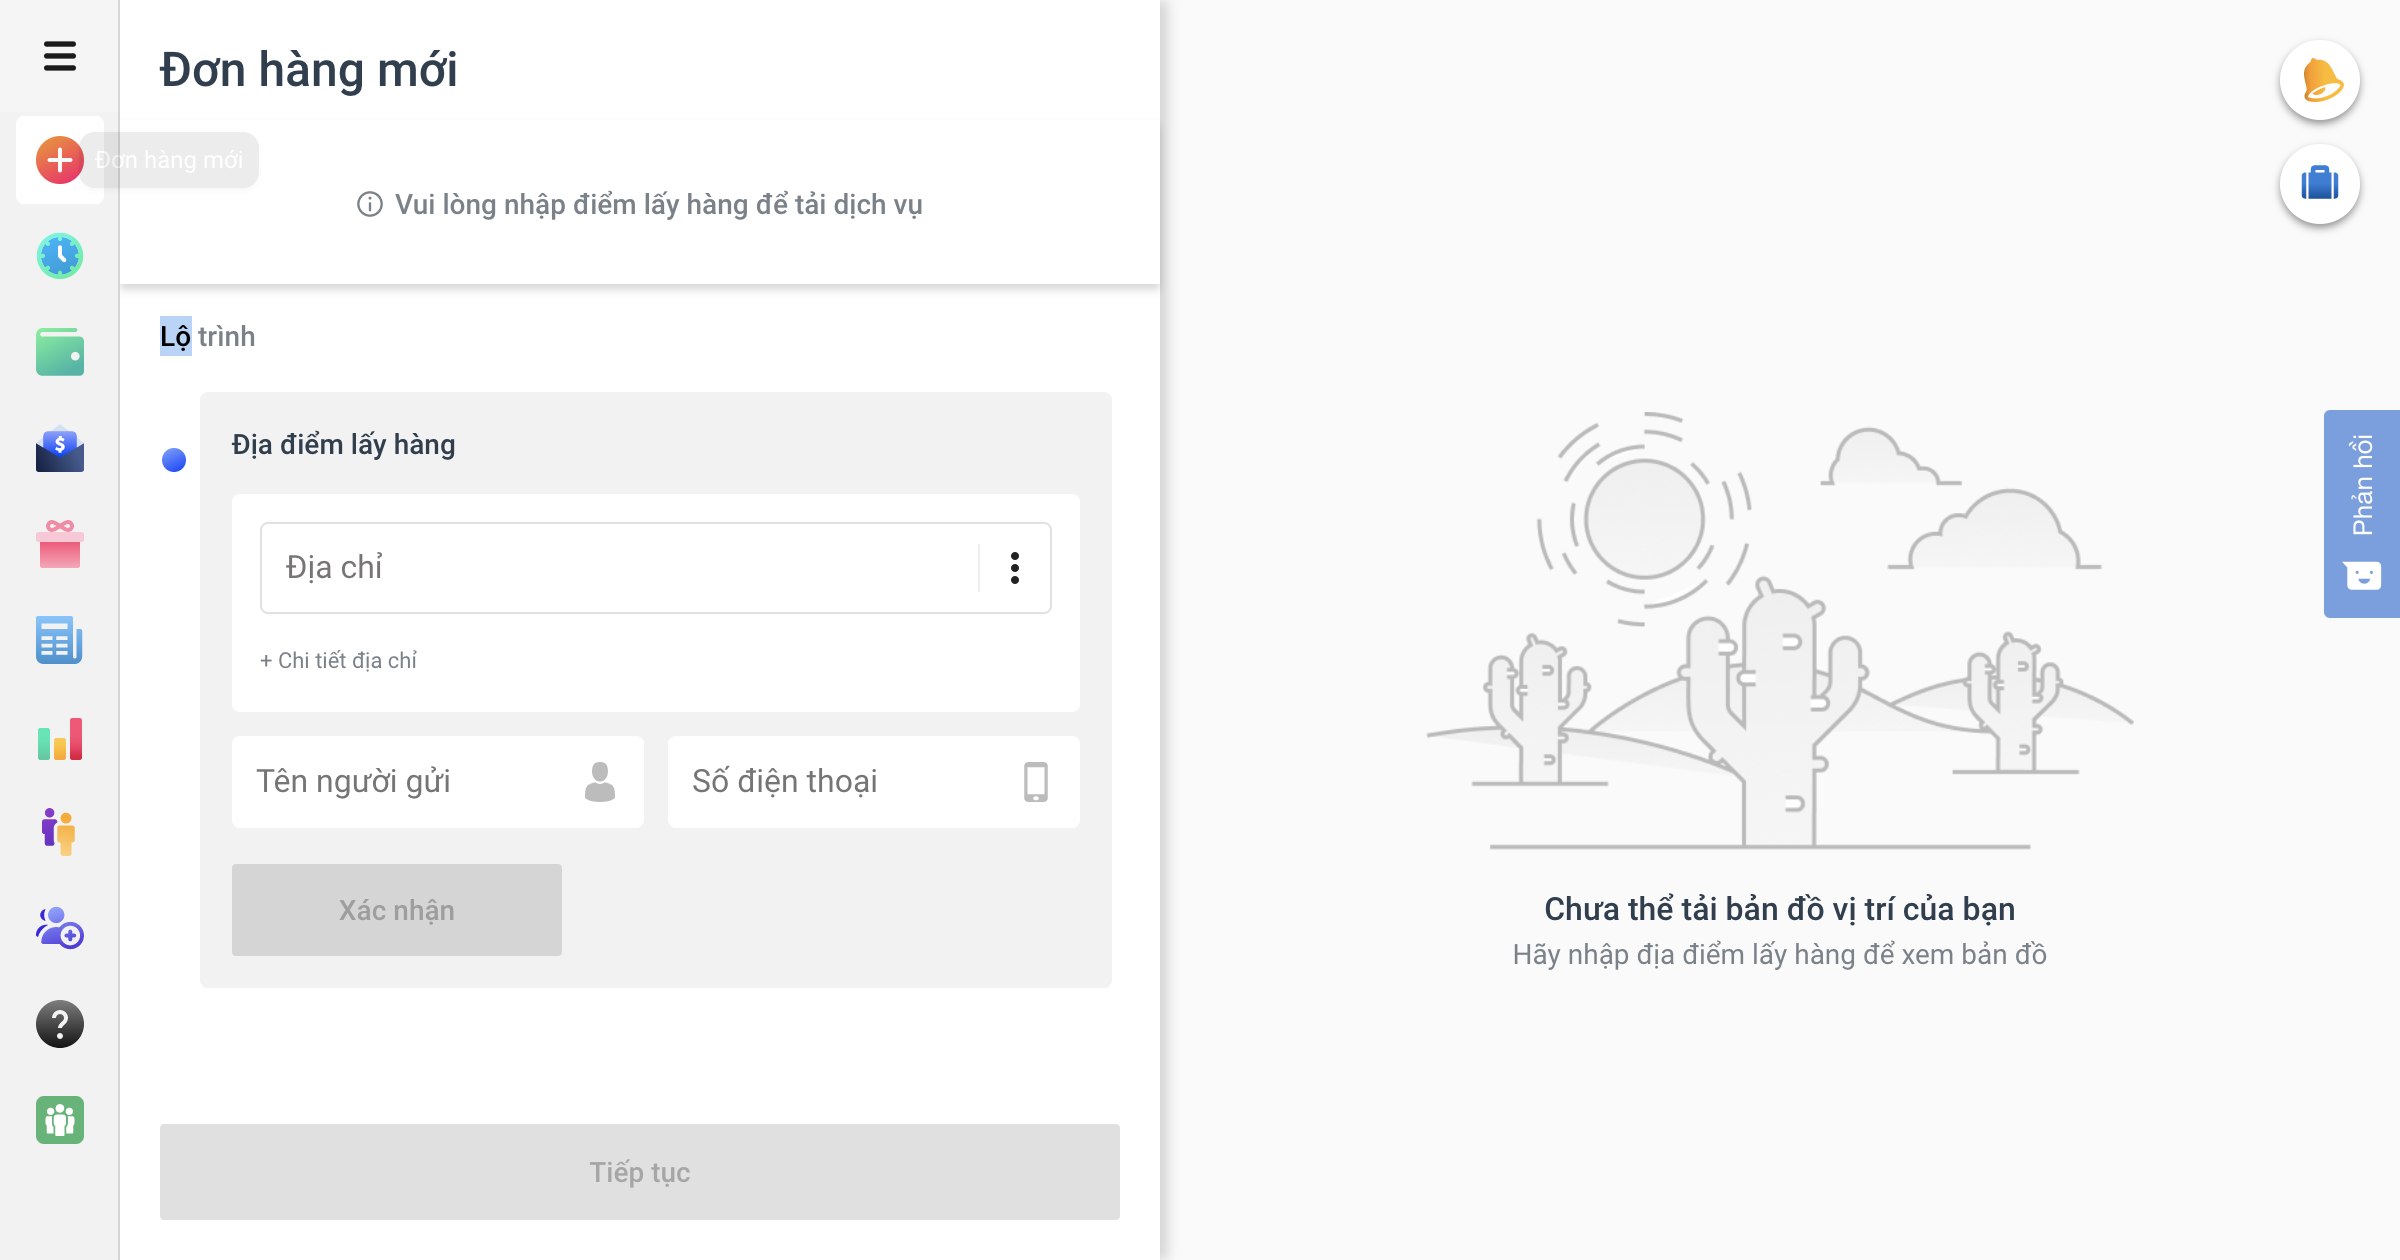 Đơn hàng mới
Đơn hàng mới
Vui lòng nhập điểm lấy hàng để tải dịch vụ
Lộ trình
Địa điểm lấy hàng
Địa chỉ
+ Chi tiết địa chỉ
Tên người gửi
Số điện thoại
Xác nhận
Tiếp tục
Phản hồi
Chưa thể tải bản đồ vị trí của bạn
Hãy nhập địa điểm lấy hàng để xem bản đồ